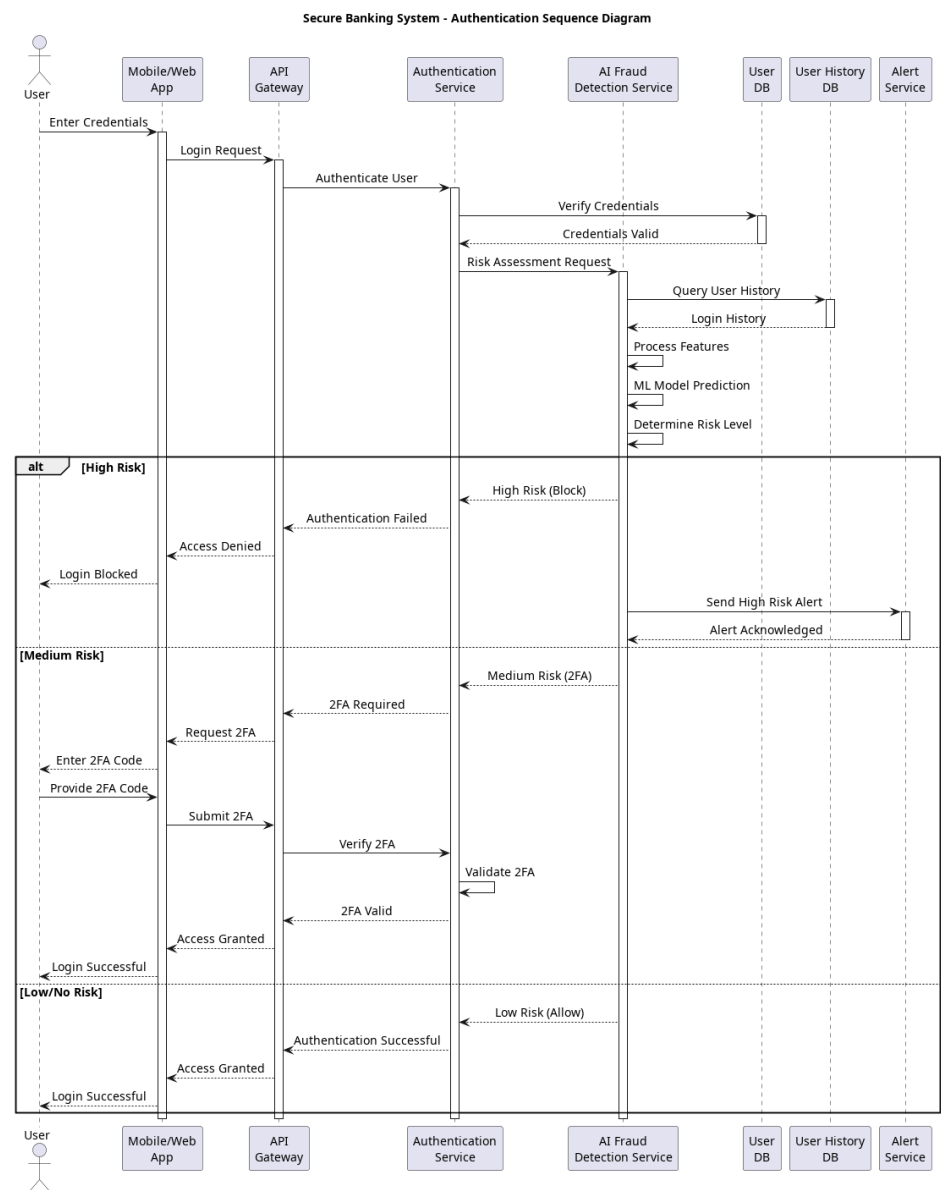 Secure Banking System - Authentication Sequence Diagram
User
Mobile/Web
App
API
Gateway
Authentication
Service
AI Fraud
Detection Service
User
DB
User History
DB
Alert
Service
Enter Credentials
Login Request
Authenticate User
Verify Credentials
Credentials Valid
Risk Assessment Request
Query User History
Login History
Process Features
ML Model Prediction
Determine Risk Level
alt [High Risk]
High Risk (Block)
Authentication Failed
Access Denied
Login Blocked
Send High Risk Alert
Alert Acknowledged
[Medium Risk]
Medium Risk (2FA)
2FA Required
Request 2FA
Enter 2FA Code
Provide 2FA Code
Submit 2FA
Verify 2FA
Validate 2FA
2FA Valid
Access Granted
Login Successful
[Low/No Risk]
Low Risk (Allow)
Authentication Successful
Access Granted
Login Successful
User
Mobile/Web
App
API
Gateway
Authentication
Service
AI Fraud
Detection Service
User
DB
User History
DB
Alert
Service